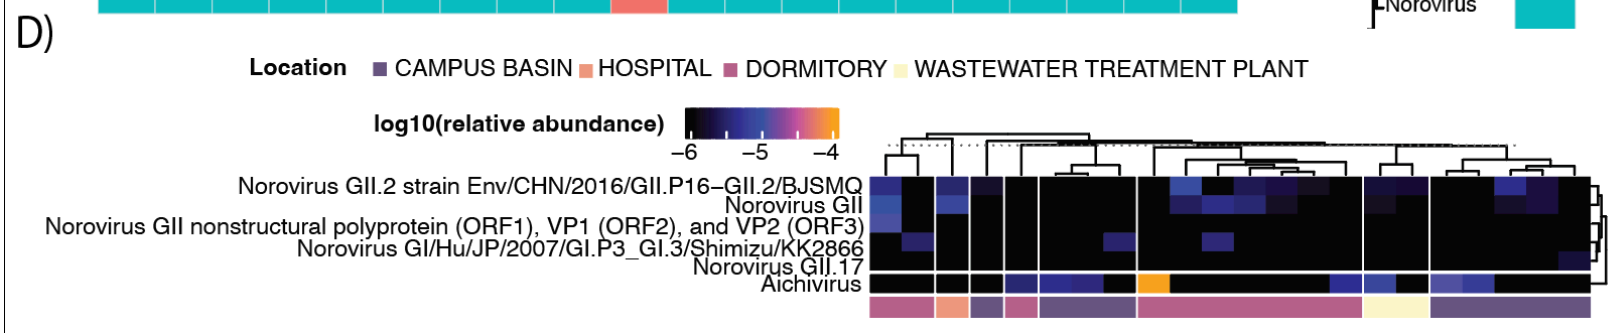 Norovirus
D)
Location CAMPUS BASIN HOSPITAL DORMITORY WASTEWATER TREATMENT PLANT
log10(relative abundance)
−6 −5 −4
Norovirus GII.2 strain Env/CHN/2016/GII.P16−GII.2/BJSMQ
Norovirus GII
Norovirus GII nonstructural polyprotein (ORF1), VP1 (ORF2), and VP2 (ORF3)
Norovirus GI/Hu/JP/2007/GI.P3_GI.3/Shimizu/KK2866
Norovirus GII.17
Aichivirus